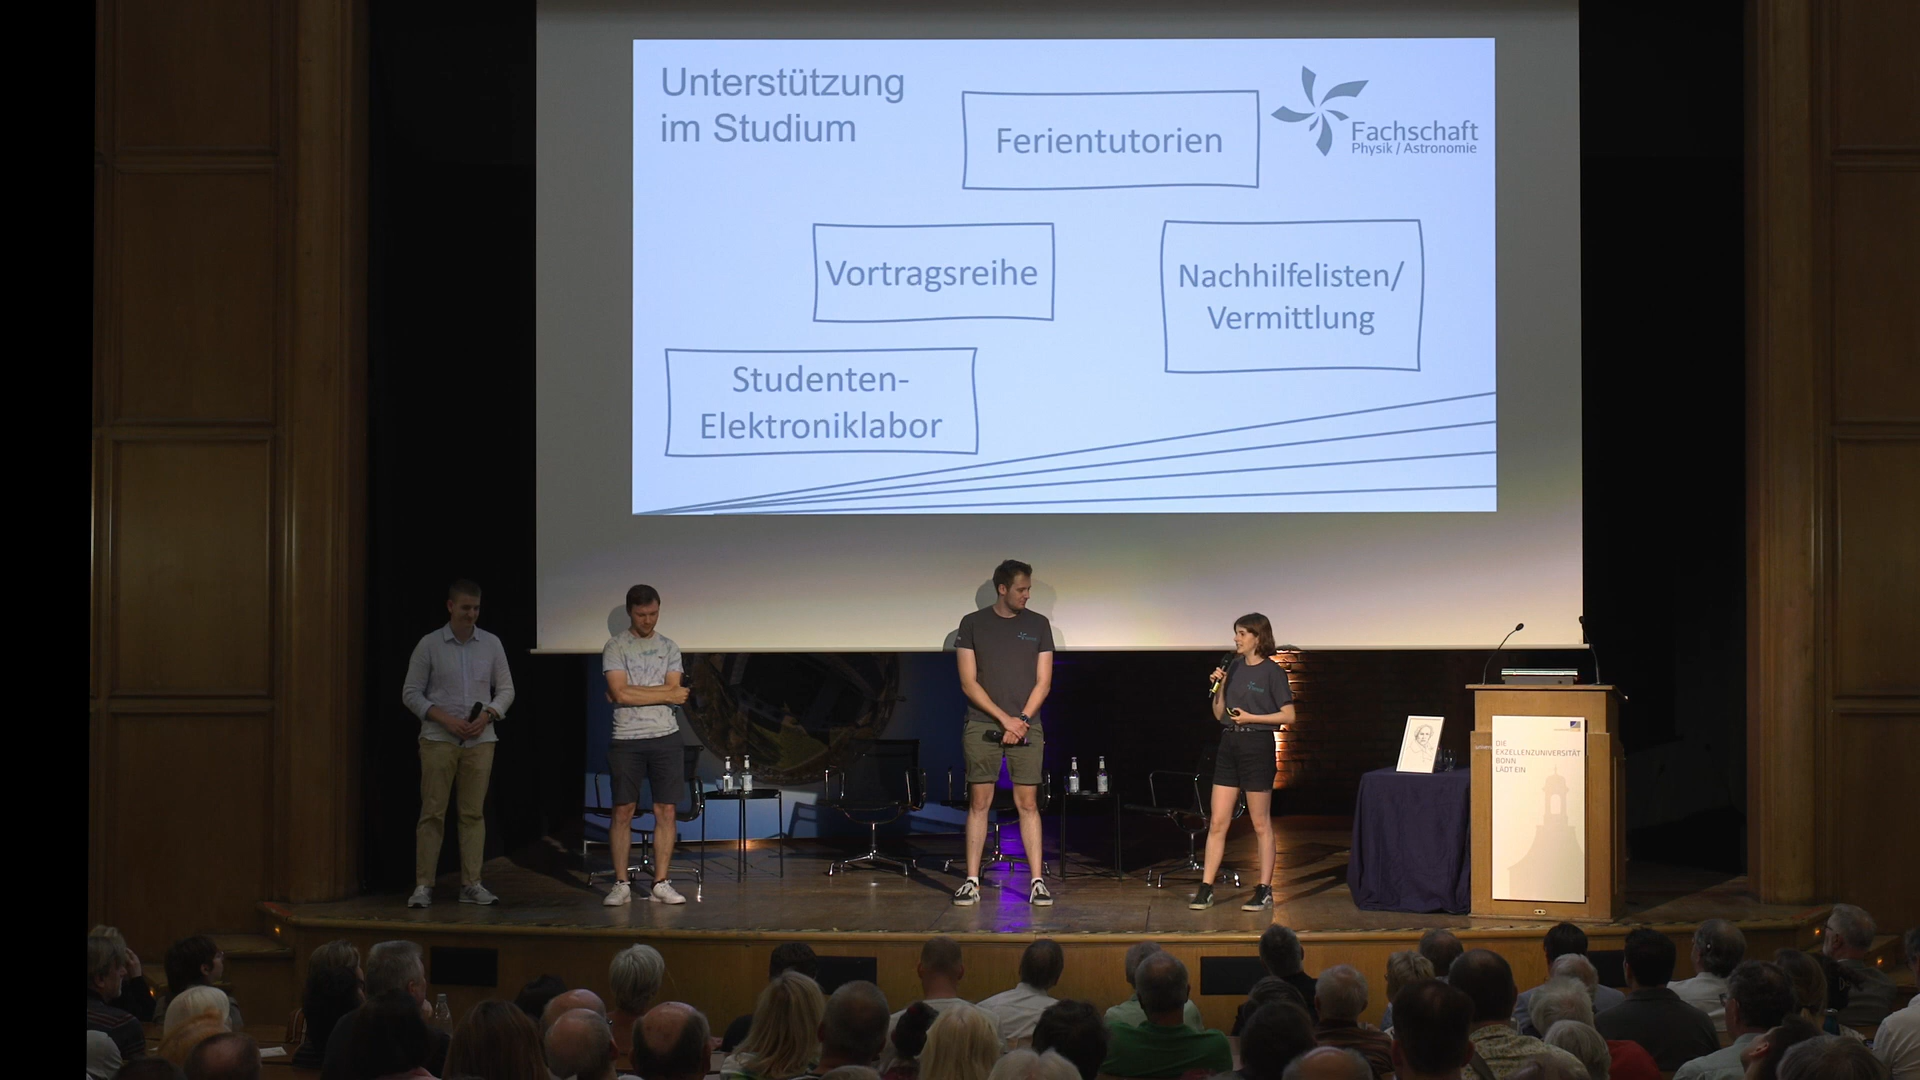 Unterstützung
im Studium
Ferientutorien
Fachschaft
Physik / Astronomie
Vortragsreihe
Nachhilfelisten/
Vermittlung
Studenten-
Elektroniklabor
DIE
EXZELLENZUNIVERSITÄT
BONN
LÄDT EIN